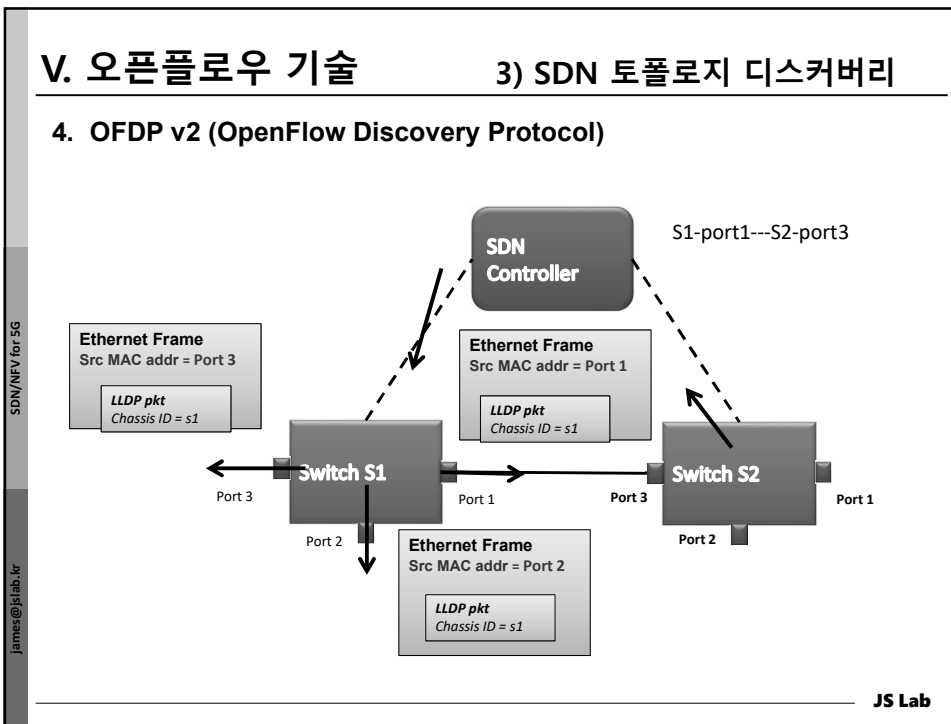 V. 오픈플로우 기술
3) SDN 토폴로지 디스커버리
4. OFDP v2 (OpenFlow Discovery Protocol)
SDN
Controller
S1-port1---S2-port3
Ethernet Frame
Src MAC addr = Port 3
LLDP pkt
Chassis ID = s1
Ethernet Frame
Src MAC addr = Port 1
LLDP pkt
Chassis ID = s1
Switch S1
Switch S2
Port 3
Port 1
Port 3
Port 1
Port 2
Port 2
Ethernet Frame
Src MAC addr = Port 2
LLDP pkt
Chassis ID = s1
SDN/NFV for 5G
james@jslab.kr
JS Lab